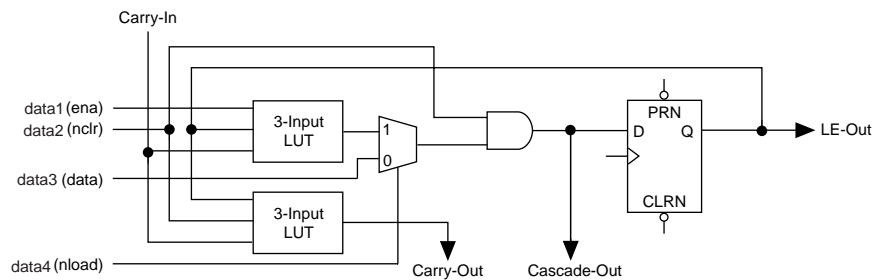 Carry-In
data1 (ena)
data2 (nclr)
3-Input
LUT
1
0
PRN
D
Q
LE-Out
data3 (data)
3-Input
LUT
CLRN
data4 (nload)
Carry-Out
Cascade-Out